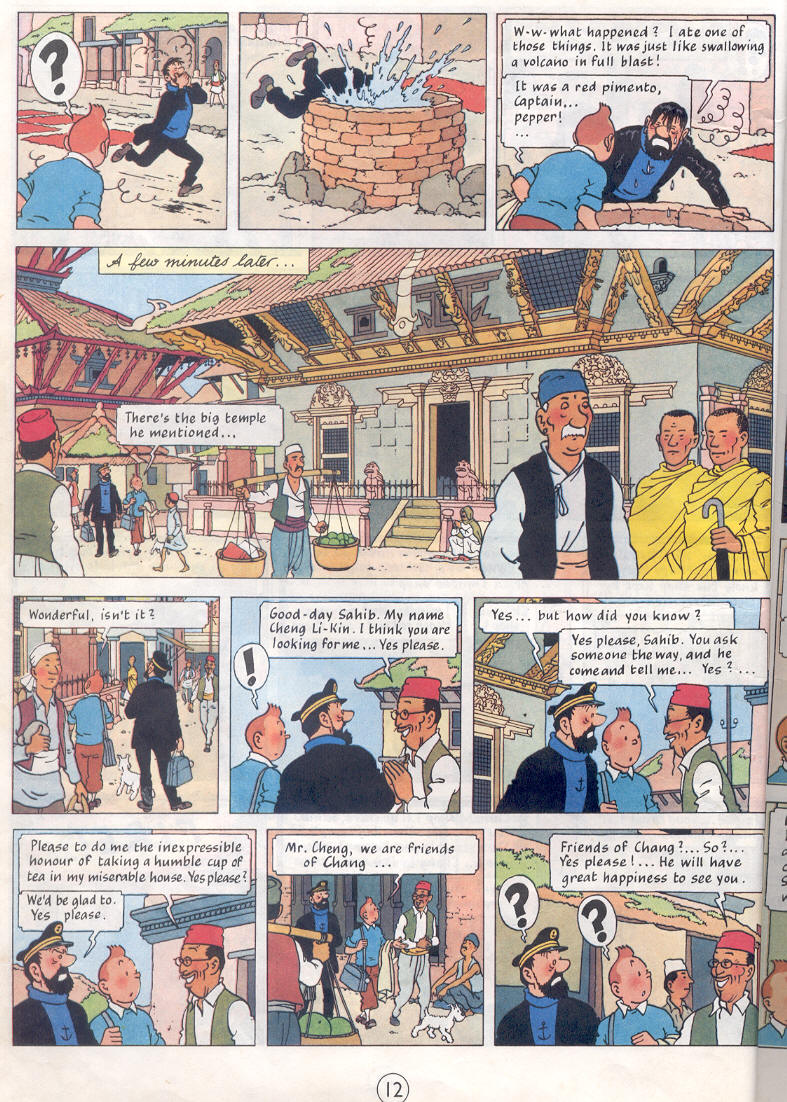 ?
W-w-what happened? I ate one of
those things. It was just like swallowing
a volcano in full blast!
It was a red pimento,
Captain...
pepper!
...
A few minutes later...
There's the big temple
he mentioned...
Wonderful, isn't it?
!
Good-day Sahib. My name
Cheng Li-Kin. I think you are
looking for me... Yes please.
Yes... but how did you know?
Yes please, Sahib. You ask
someone the way, and he
come and tell me... Yes? ...
Please to do me the inexpressible
honour of taking a humble cup of
tea in my miserable house. Yes please?
We'd be glad to.
Yes please.
Mr. Cheng, we are friends
of Chang ...
Friends of Chang?... So?...
Yes please!... He will have
great happiness to see you.
?
?
12